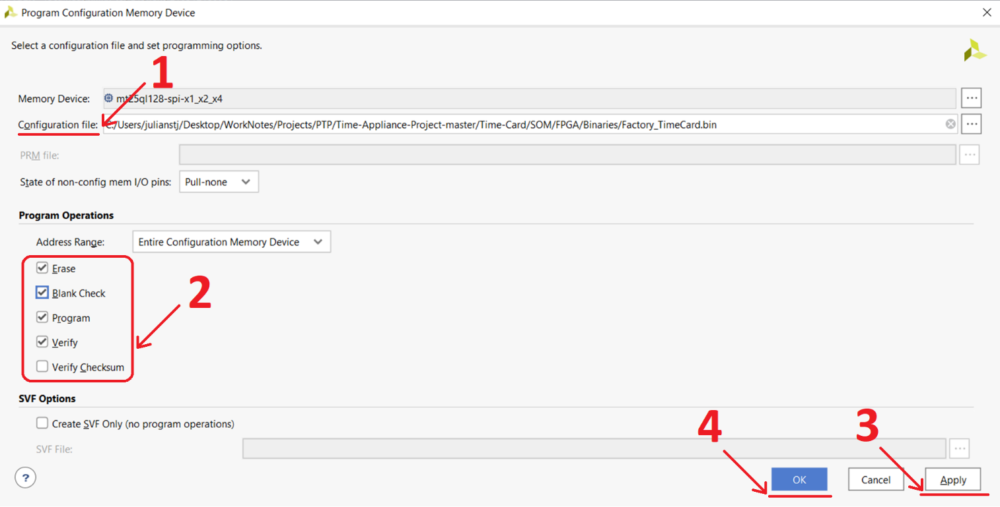 Program Configuration Memory Device
Select a configuration file and set programming options.
1
Memory Device: mt25ql128-spi-x1_x2_x4 ...
Configuration file: C:/Users/julianstj/Desktop/WorkNotes/Projects/PTP/Time-Appliance-Project-master/Time-Card/SOM/FPGA/Binaries/Factory_TimeCard.bin ...
PRM file: ...
State of non-config mem I/O pins: Pull-none
Program Operations
Address Range: Entire Configuration Memory Device
Erase
2
Blank Check
Program
Verify
Verify Checksum
SVF Options
Create SVF Only (no program operations)
4
3
SVF File: ...
? OK Cancel Apply